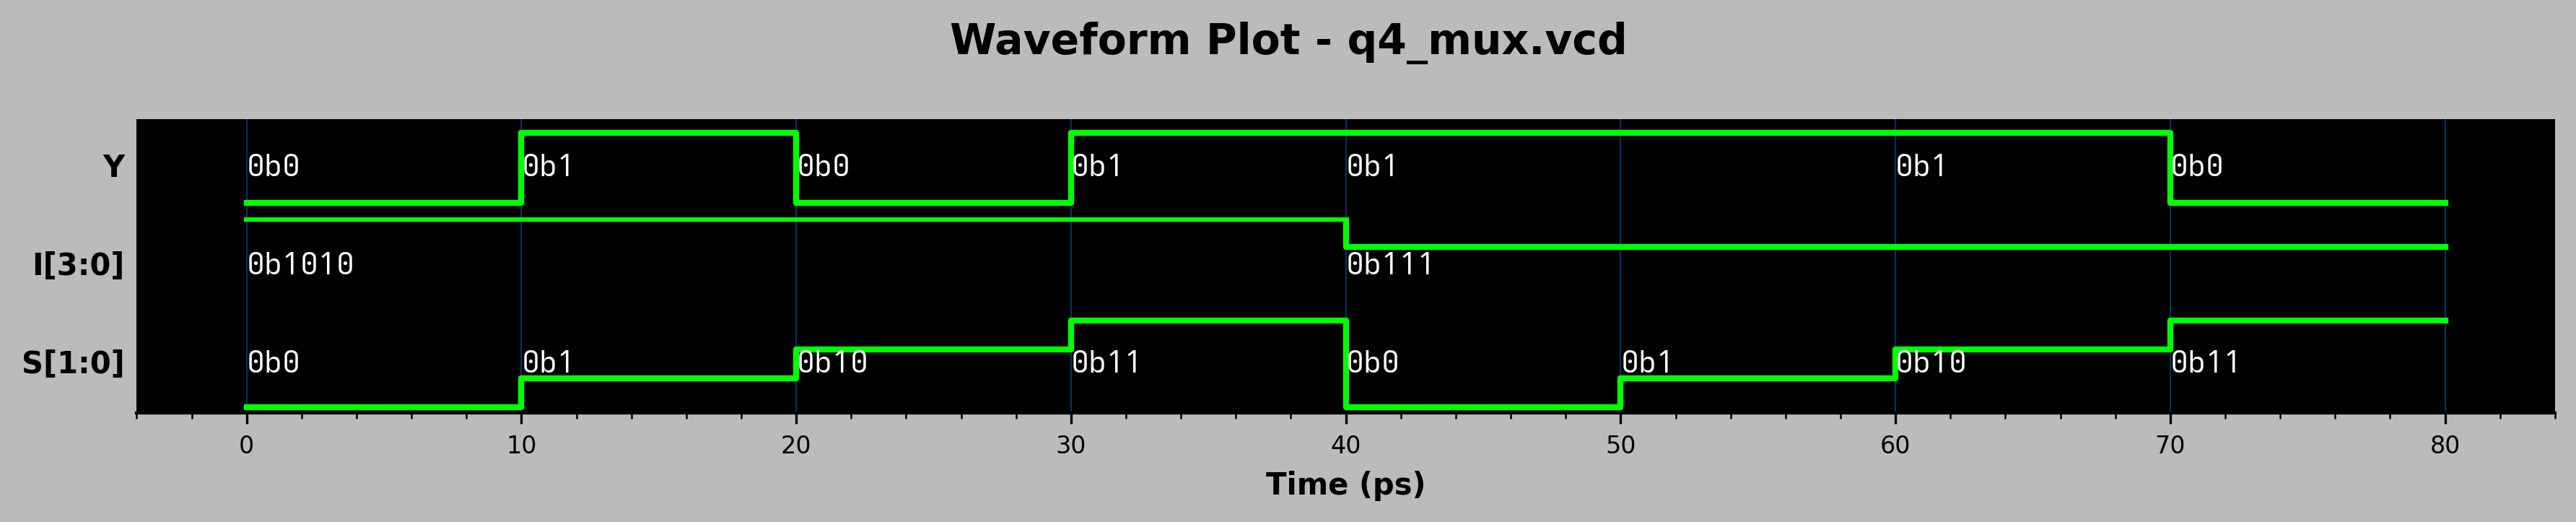 Waveform Plot - q4_mux.vcd
Y 0b0 0b1 0b0 0b1 0b1 0b1 0b0
I[3:0] 0b1010 0b111
S[1:0] 0b0 0b1 0b10 0b11 0b0 0b1 0b10 0b11
0 10 20 30 40 50 60 70 80
Time (ps)